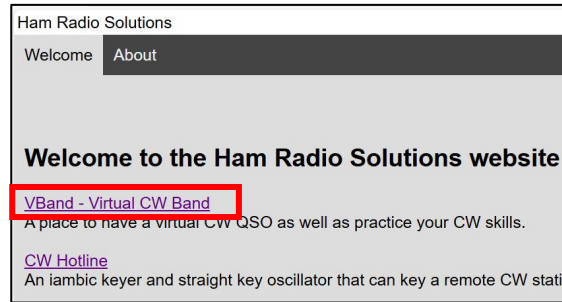 Ham Radio Solutions
Welcome About
Welcome to the Ham Radio Solutions website
VBand - Virtual CW Band
A place to have a virtual CW QSO as well as practice your CW skills.
CW Hotline
An iambic keyer and straight key oscillator that can key a remote CW stati